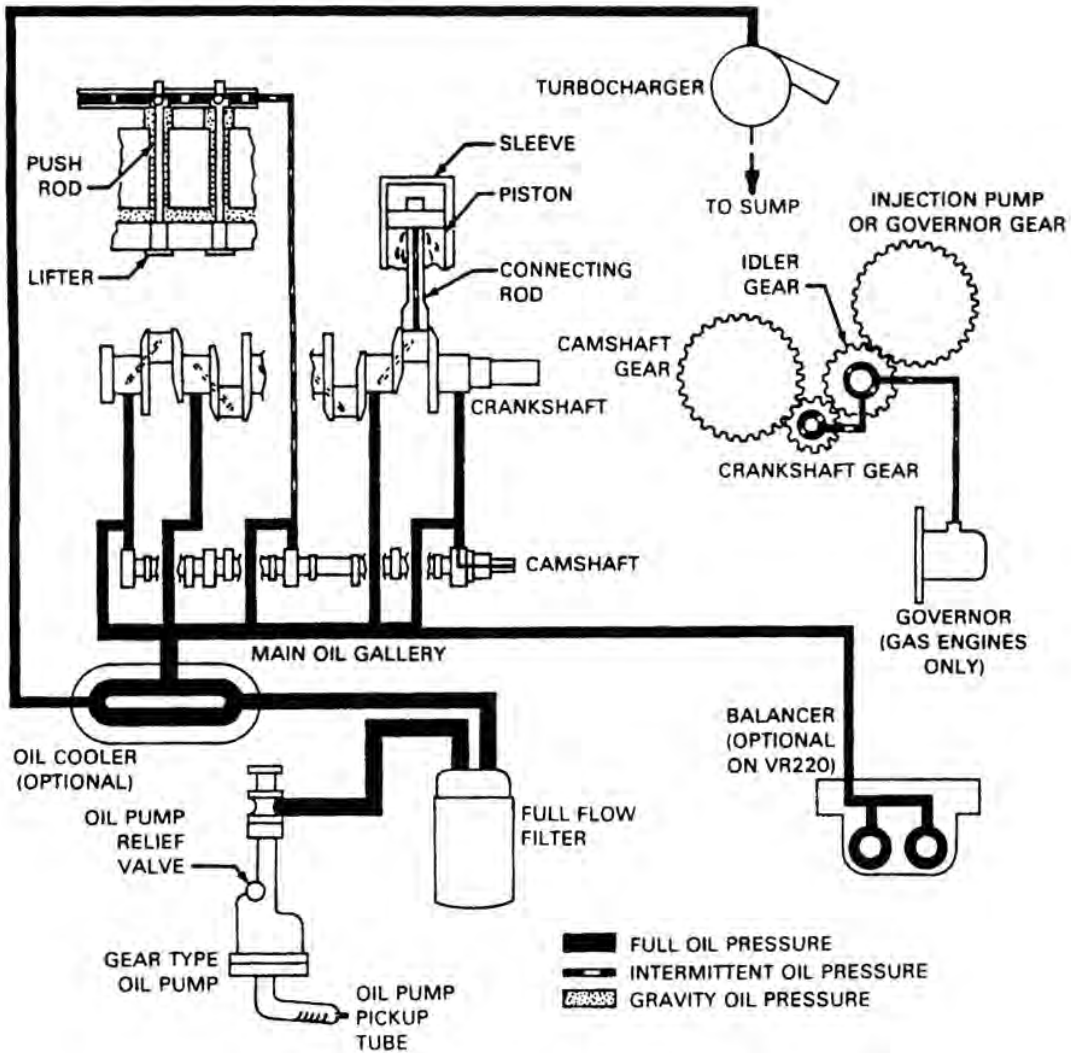 TURBOCHARGER
TO SUMP
PUSH
ROD
LIFTER
SLEEVE
PISTON
CONNECTING
ROD
CRANKSHAFT
INJECTION PUMP
OR GOVERNOR GEAR
IDLER
GEAR
CAMSHAFT
GEAR
CRANKSHAFT GEAR
CAMSHAFT
GOVERNOR
(GAS ENGINES
ONLY)
MAIN OIL GALLERY
OIL COOLER
(OPTIONAL)
BALANCER
(OPTIONAL
ON VR220)
OIL PUMP
RELIEF
VALVE
FULL FLOW
FILTER
GEAR TYPE
OIL PUMP
OIL PUMP
PICKUP
TUBE
FULL OIL PRESSURE
INTERMITTENT OIL PRESSURE
GRAVITY OIL PRESSURE